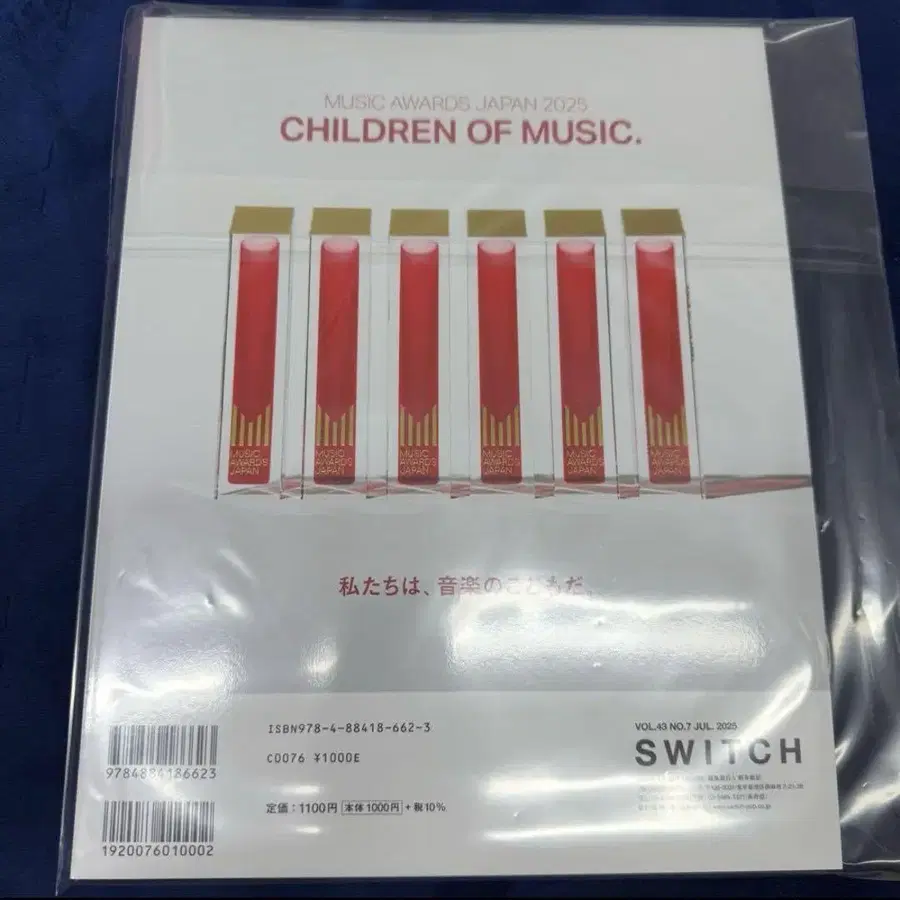 MUSIC AWARDS JAPAN 2025
CHILDREN OF MUSIC.
MUSIC
AWARDS
JAPAN
MUSIC
AWARDS
JAPAN
MUSIC
AWARDS
JAPAN
MUSIC
AWARDS
JAPAN
MUSIC
AWARDS
JAPAN
MUSIC
AWARDS
JAPAN
私たちは、音楽のこどもだ。
9784884186623
1920076010002
ISBN978-4-88418-662-3
C0076 ¥1000E
定価:1100円 本体1000円 +税10%
VOL.43 NO.7 JUL. 2025
SWITCH